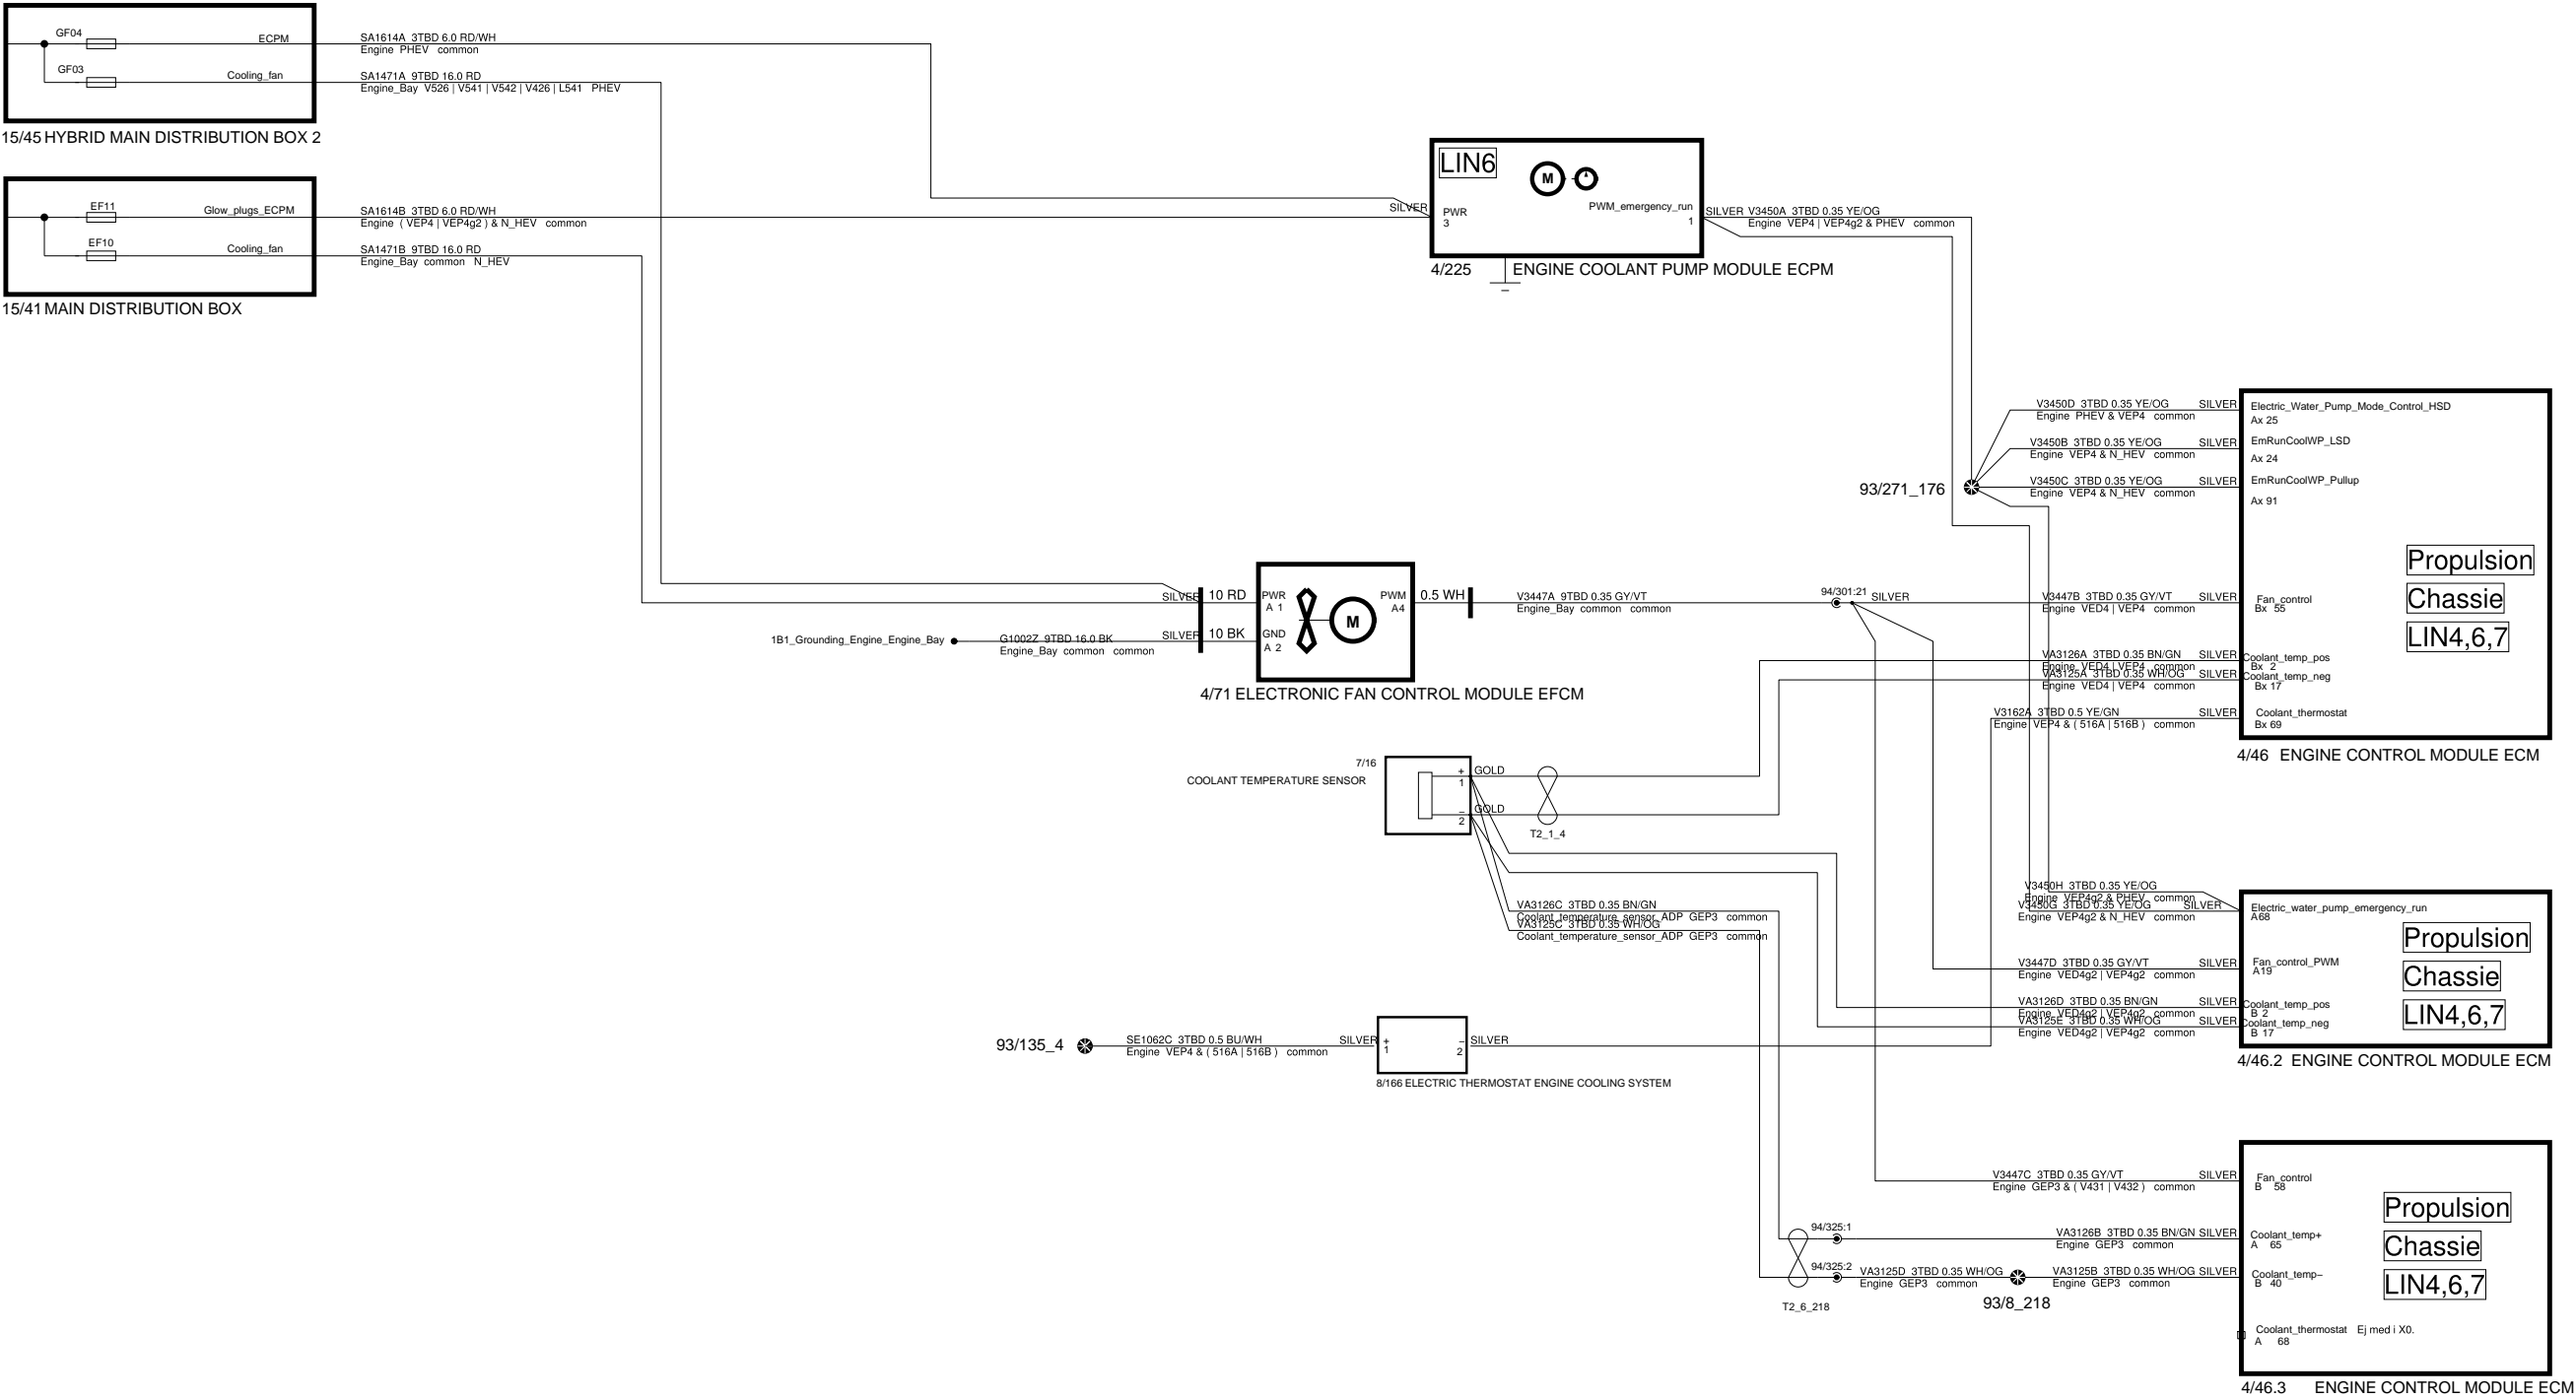 GF04
ECPM
SA1614A 3TBD 6.0 RD/WH
Engine PHEV common
GF03
Cooling_fan
SA1471A 9TBD 16.0 RD
Engine_Bay V526 | V541 | V542 | V426 | L541 PHEV
15/45 HYBRID MAIN DISTRIBUTION BOX 2
EF11
Glow_plugs_ECPM
SA1614B 3TBD 6.0 RD/WH
Engine ( VEP4 | VEP4g2 ) & N_HEV common
EF10
Cooling_fan
SA1471B 9TBD 16.0 RD
Engine_Bay common N_HEV
15/41 MAIN DISTRIBUTION BOX
LIN6
M
SILVER
PWR
3
PWM_emergency_run
1
SILVER V3450A 3TBD 0.35 YE/OG
Engine VEP4 | VEP4g2 & PHEV common
4/225 ENGINE COOLANT PUMP MODULE ECPM
V3450D 3TBD 0.35 YE/OG SILVER
Engine PHEV & VEP4 common
Electric_Water_Pump_Mode_Control_HSD
Ax 25
V3450B 3TBD 0.35 YE/OG SILVER
Engine VEP4 & N_HEV common
EmRunCoolWP_LSD
Ax 24
93/271_176
V3450C 3TBD 0.35 YE/OG SILVER
Engine VEP4 & N_HEV common
EmRunCoolWP_Pullup
Ax 91
Propulsion
Chassie
LIN4,6,7
SILVER
10 RD
PWR
A 1
M
PWM
A4
0.5 WH
V3447A 9TBD 0.35 GY/VT
Engine_Bay common common
94/301:21
SILVER
V3447B 3TBD 0.35 GY/VT SILVER
Engine VED4 | VEP4 common
Fan_control
Bx 55
1B1_Grounding_Engine_Engine_Bay
G1002Z 9TBD 16.0 BK
Engine_Bay common common
SILVER
10 BK
GND
A 2
4/71 ELECTRONIC FAN CONTROL MODULE EFCM
VA3126A 3TBD 0.35 BN/GN SILVER
Engine VED4 | VEP4 common
Coolant_temp_pos
Bx 2
VA3125A 3TBD 0.35 WH/OG SILVER
Engine VED4 | VEP4 common
Coolant_temp_neg
Bx 17
V3162A 3TBD 0.5 YE/GN SILVER
Engine VEP4 & ( 516A | 516B ) common
Coolant_thermostat
Bx 69
4/46 ENGINE CONTROL MODULE ECM
7/16
COOLANT TEMPERATURE SENSOR
+
1
GOLD
−
2
GOLD
T2_1_4
VA3126C 3TBD 0.35 BN/GN
Coolant_temperature_sensor_ADP GEP3 common
VA3125C 3TBD 0.35 WH/OG
Coolant_temperature_sensor_ADP GEP3 common
V3450H 3TBD 0.35 YE/OG
Engine VEP4g2 & PHEV common
V3450G 3TBD 0.35 YE/OG SILVER
Engine VEP4g2 & N_HEV common
Electric_water_pump_emergency_run
A68
Propulsion
Chassie
LIN4,6,7
V3447D 3TBD 0.35 GY/VT SILVER
Engine VED4g2 | VEP4g2 common
Fan_control_PWM
A19
VA3126D 3TBD 0.35 BN/GN SILVER
Engine VED4g2 | VEP4g2 common
Coolant_temp_pos
B 2
VA3125E 3TBD 0.35 WH/OG SILVER
Engine VED4g2 | VEP4g2 common
Coolant_temp_neg
B 17
4/46.2 ENGINE CONTROL MODULE ECM
93/135_4
SE1062C 3TBD 0.5 BU/WH
Engine VEP4 & ( 516A | 516B ) common
SILVER
+
1
−
2
SILVER
8/166 ELECTRIC THERMOSTAT ENGINE COOLING SYSTEM
V3447C 3TBD 0.35 GY/VT SILVER
Engine GEP3 & ( V431 | V432 ) common
Fan_control
B 58
Propulsion
Chassie
LIN4,6,7
94/325:1
VA3126B 3TBD 0.35 BN/GN SILVER
Engine GEP3 common
Coolant_temp+
A 65
94/325:2
VA3125D 3TBD 0.35 WH/OG
Engine GEP3 common
VA3125B 3TBD 0.35 WH/OG SILVER
Engine GEP3 common
Coolant_temp−
B 40
T2_6_218
93/8_218
Coolant_thermostat Ej med i X0.
A 68
4/46.3 ENGINE CONTROL MODULE ECM